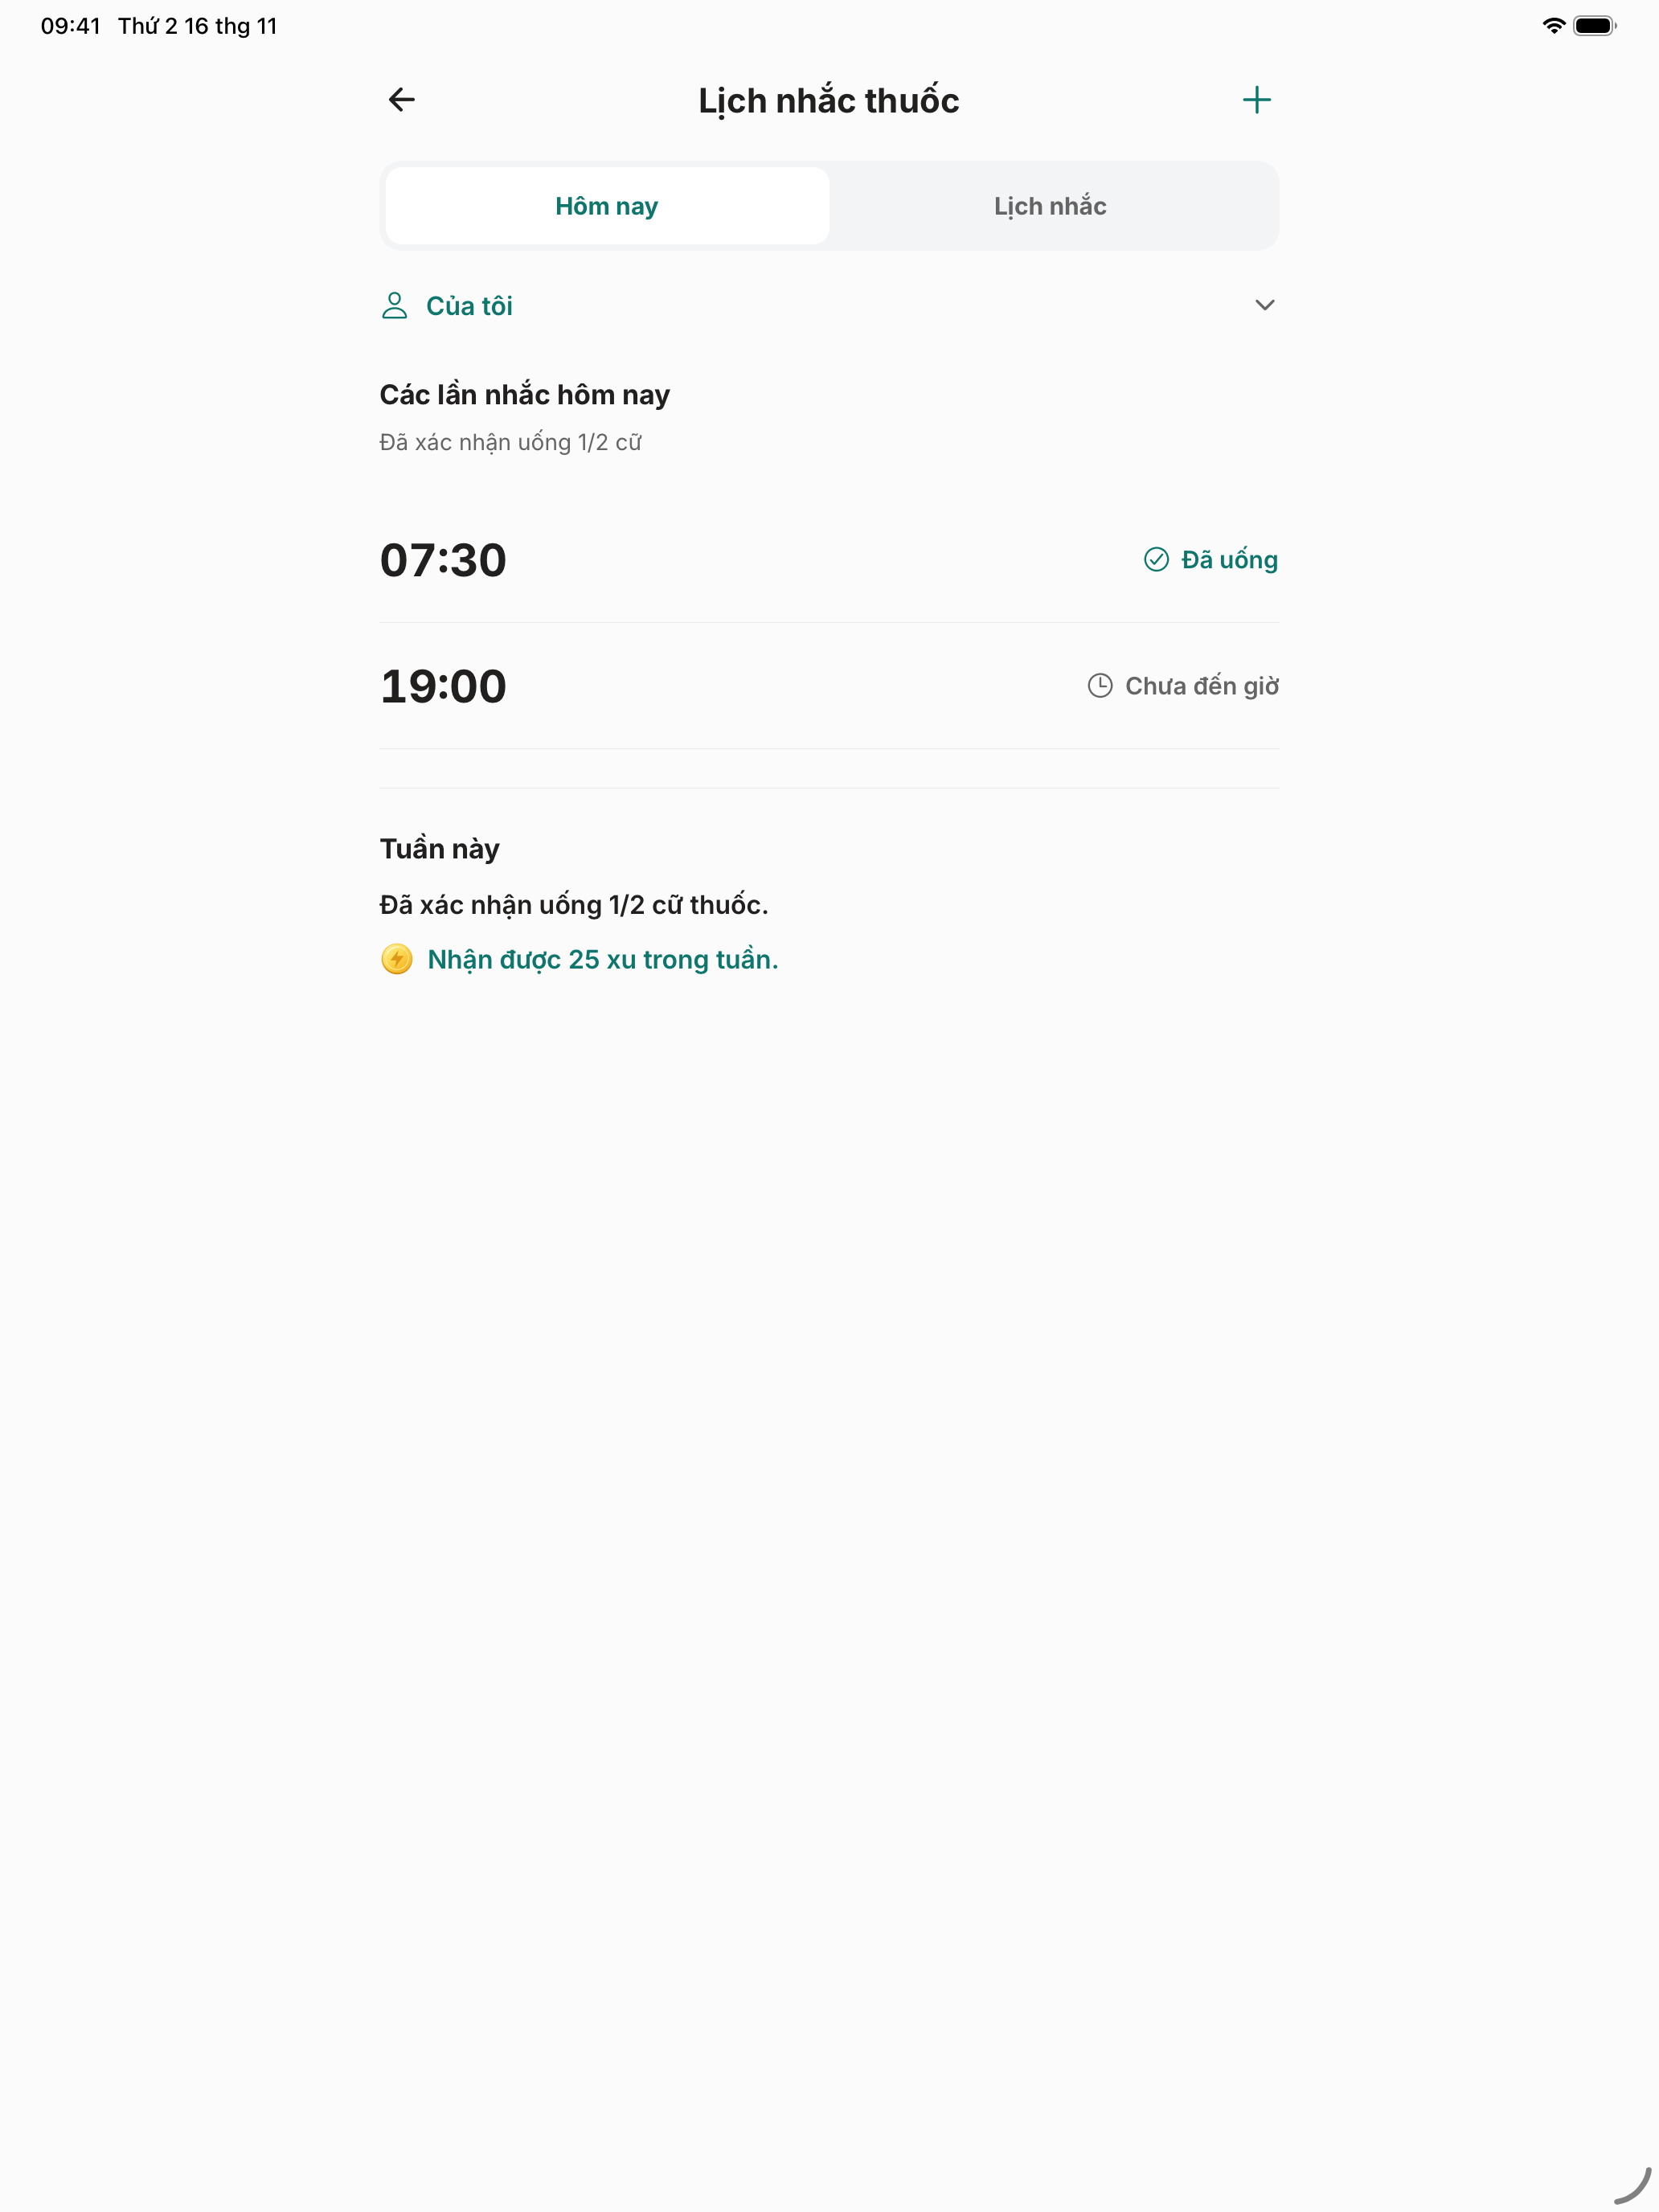 09:41 Thứ 2 16 thg 11
Lịch nhắc thuốc
Hôm nay
Lịch nhắc
Của tôi
Các lần nhắc hôm nay
Đã xác nhận uống 1/2 cữ
07:30
Đã uống
19:00
Chưa đến giờ
Tuần này
Đã xác nhận uống 1/2 cữ thuốc.
Nhận được 25 xu trong tuần.